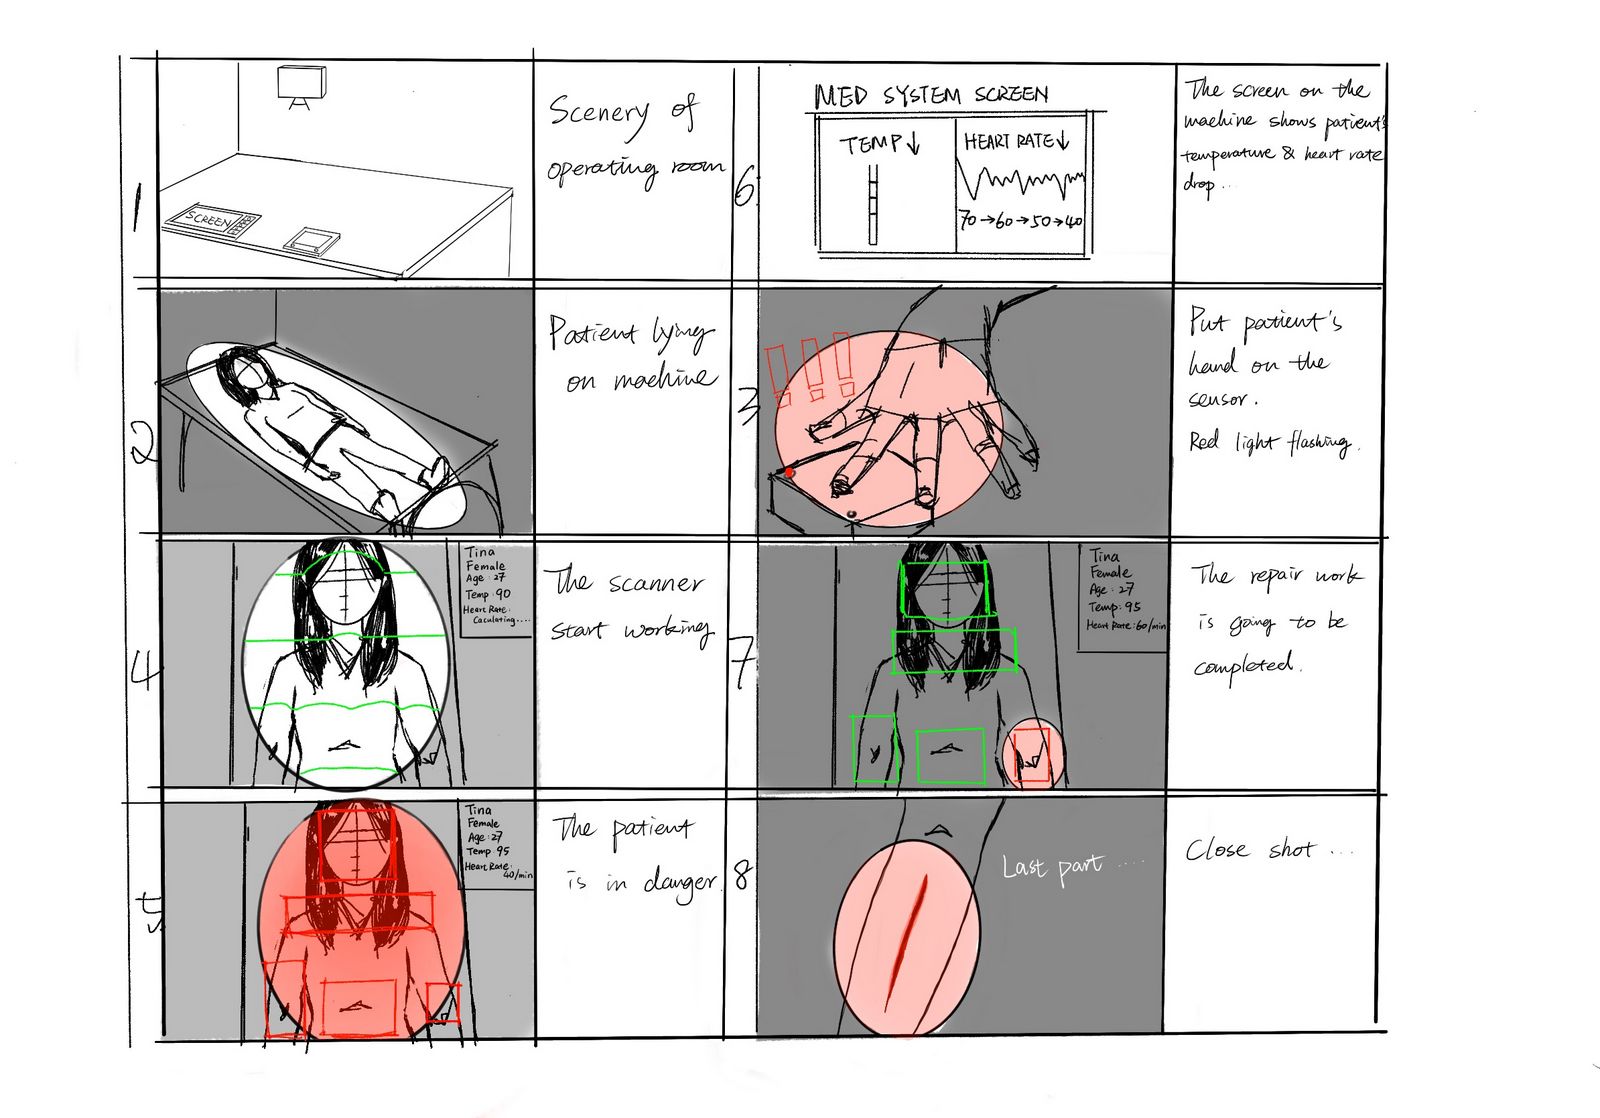 1
SCREEN
Scenery of
operating room
2
Patient lying
on machine
3
Put patient's
hand on the
sensor.
Red light flashing.
4
Tina
Female
Age: 27
Temp: 90
Heart Rate:
Caculating....
The scanner
start working
5
Tina
Female
Age: 27
Temp 95
Heart Rate:
40/min
The patient
is in danger.
6
MED SYSTEM SCREEN
TEMP↓
HEART RATE↓
70→60→50→40
The screen on the
machine shows patient's
temperature & heart rate
drop...
7
Tina
Female
Age: 27
Temp: 95
Heart Rate: 60/min
The repair work
is going to be
completed.
8
Last part ....
Close shot ...